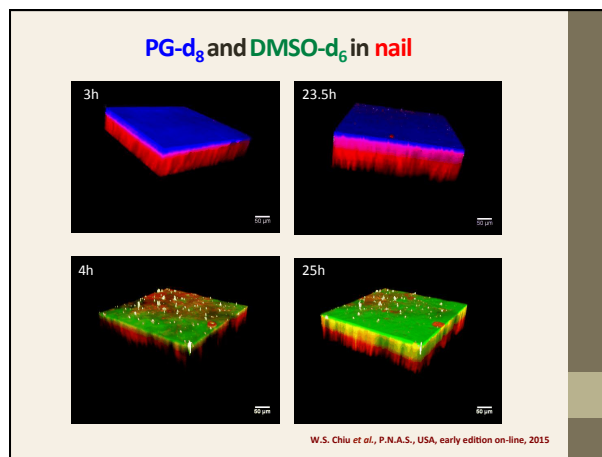 PG-d8 and DMSO-d6 in nail
3h
23.5h
50 µm
50 µm
4h
25h
50 µm
50 µm
W.S. Chiu et al., P.N.A.S., USA, early edition on-line, 2015